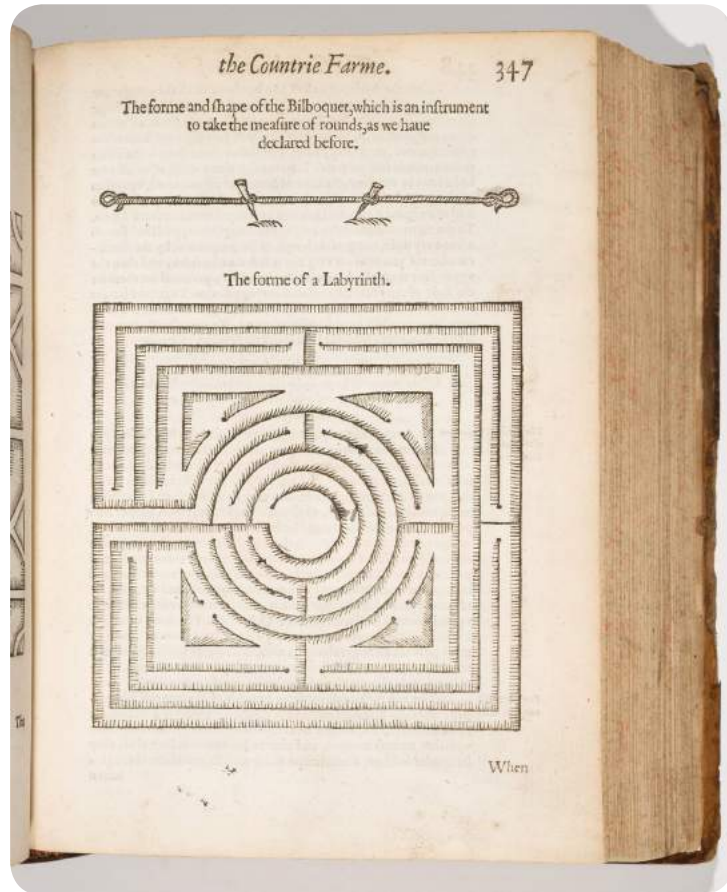 the Countrie Farme.
347
The forme and ſhape of the Bilboquet, which is an inſtrument
to take the meaſure of rounds, as we haue
declared before.
The forme of a Labyrinth.
When